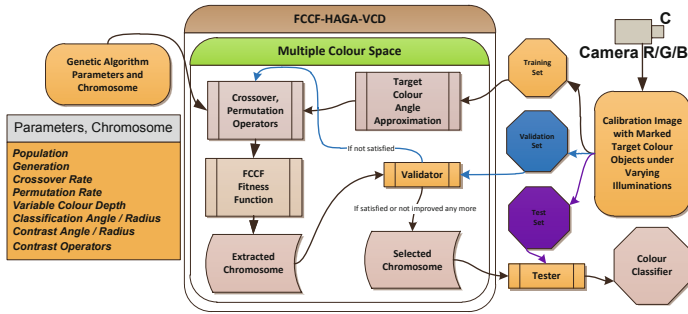 FCCF-HAGA-VCD
C
Camera R/G/B
Multiple Colour Space
Genetic Algorithm
Parameters and
Chromosome
Crossover,
Permutation
Operators
Target
Colour
Angle
Approximation
Training
Set
Calibration Image
with Marked
Target Colour
Objects under
Varying
Illuminations
Parameters, Chromosome
Population
Generation
Crossover Rate
Permutation Rate
Variable Colour Depth
Classification Angle / Radius
Contrast Angle / Radius
Contrast Operators
If not satisfied
Validation
Set
FCCF
Fitness
Function
Validator
If satisfied or not improved any more
Test
Set
Extracted
Chromosome
Selected
Chromosome
Tester
Colour
Classifier